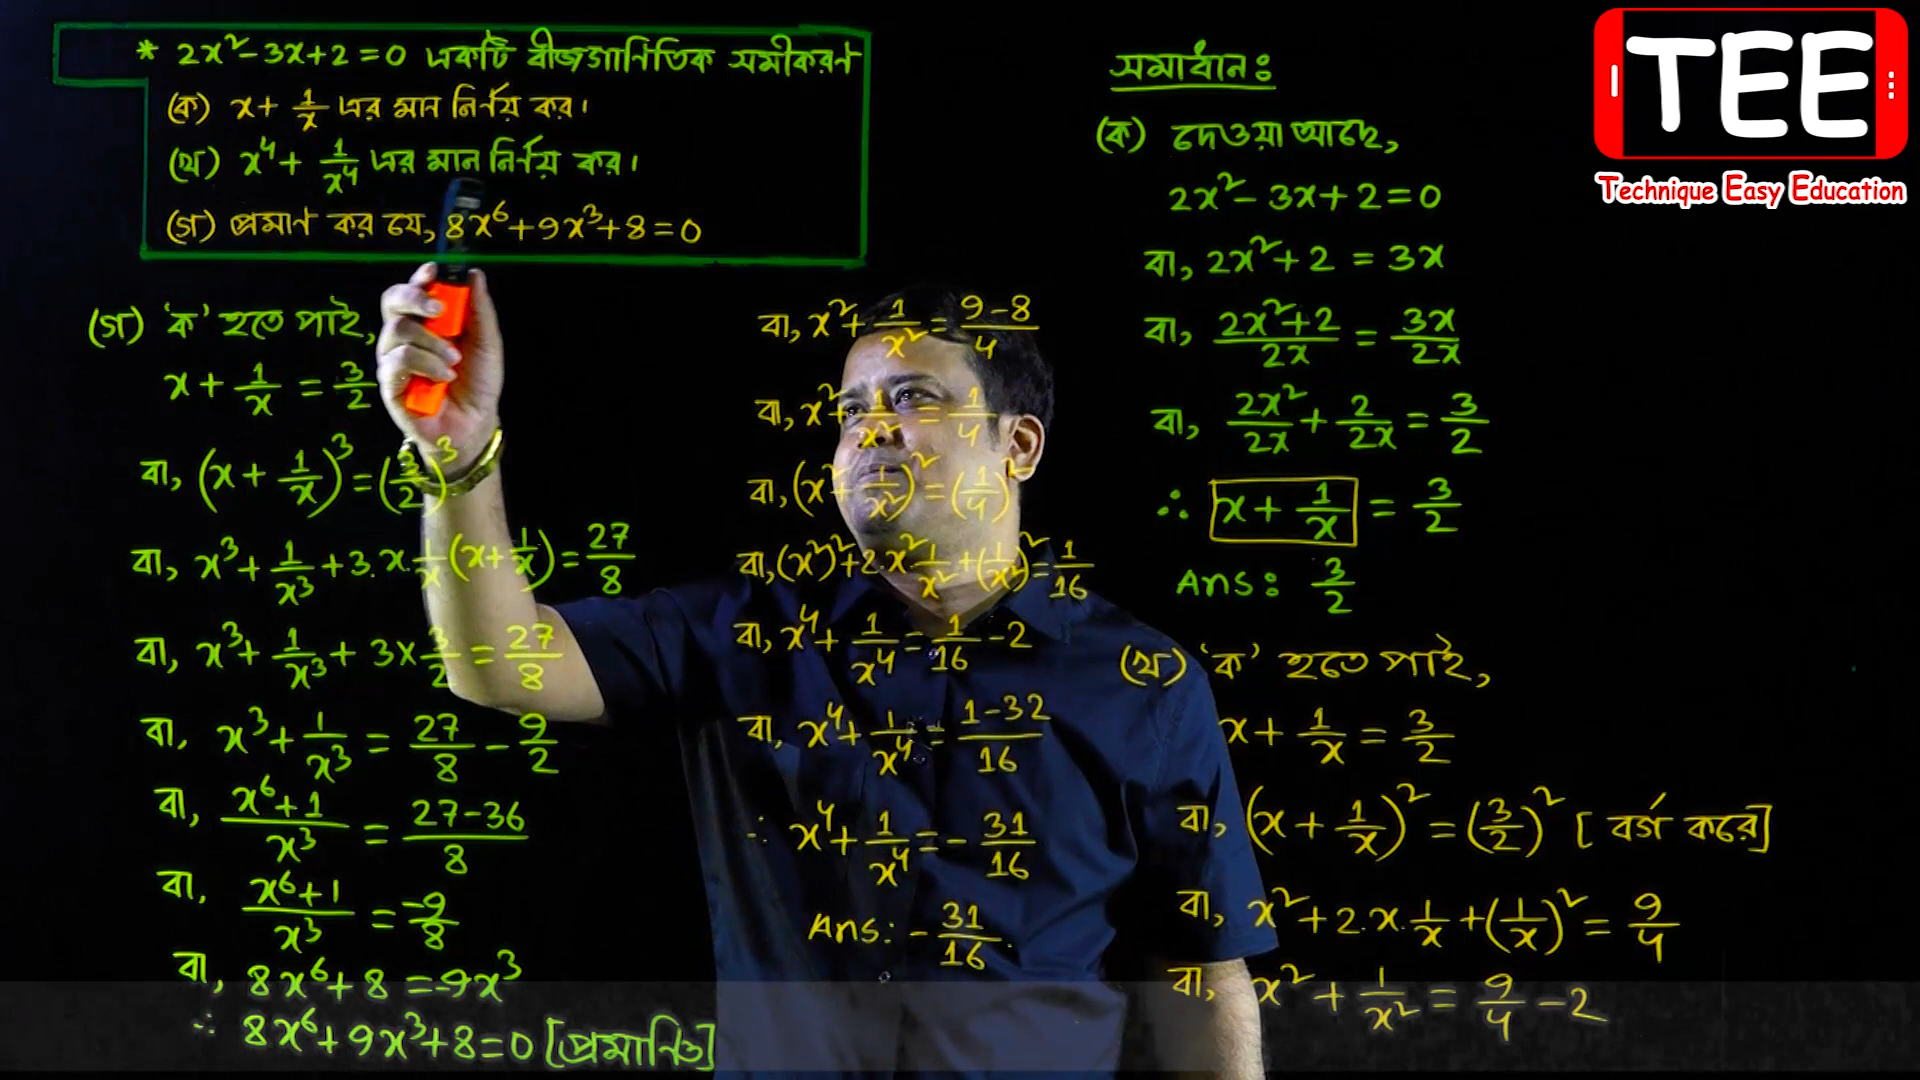 * 2x² - 3x + 2 = 0 একটি বীজগাণিতিক সমীকরণ
(ক) x + 1/x এর মান নির্ণয় কর।
(খ) x⁴ + 1/x⁴ এর মান নির্ণয় কর।
(গ) প্রমাণ কর যে, 8x⁶ + 9x³ + 8 = 0
সমাধান:
(ক) দেওয়া আছে,
2x² - 3x + 2 = 0
বা, 2x² + 2 = 3x
বা, (2x² + 2)/2x = 3x/2x
বা, 2x²/2x + 2/2x = 3/2
∴ x + 1/x = 3/2
Ans: 3/2
(খ) 'ক' হতে পাই,
x + 1/x = 3/2
বা, (x + 1/x)² = (3/2)² [বর্গ করে]
বা, x² + 2.x.1/x + (1/x)² = 9/4
বা, x² + 1/x² = 9/4 - 2
বা, x² + 1/x² = (9-8)/4
বা, x² + 1/x² = 1/4
বা, (x² + 1/x²)² = (1/4)²
বা, (x²)² + 2.x² 1/x² + (1/x²)² = 1/16
বা, x⁴ + 1/x⁴ = 1/16 - 2
বা, x⁴ + 1/x⁴ = (1-32)/16
∴ x⁴ + 1/x⁴ = - 31/16
Ans: - 31/16.
(গ) 'ক' হতে পাই,
x + 1/x = 3/2
বা, (x + 1/x)³ = (3/2)³
বা, x³ + 1/x³ + 3.x.1/x (x + 1/x) = 27/8
বা, x³ + 1/x³ + 3 × 3/2 = 27/8
বা, x³ + 1/x³ = 27/8 - 9/2
বা, (x⁶ + 1)/x³ = (27-36)/8
বা, (x⁶ + 1)/x³ = -9/8
বা, 8x⁶ + 8 = -9x³
∴ 8x⁶ + 9x³ + 8 = 0 [প্রমাণিত]
TEE
Technique Easy Education